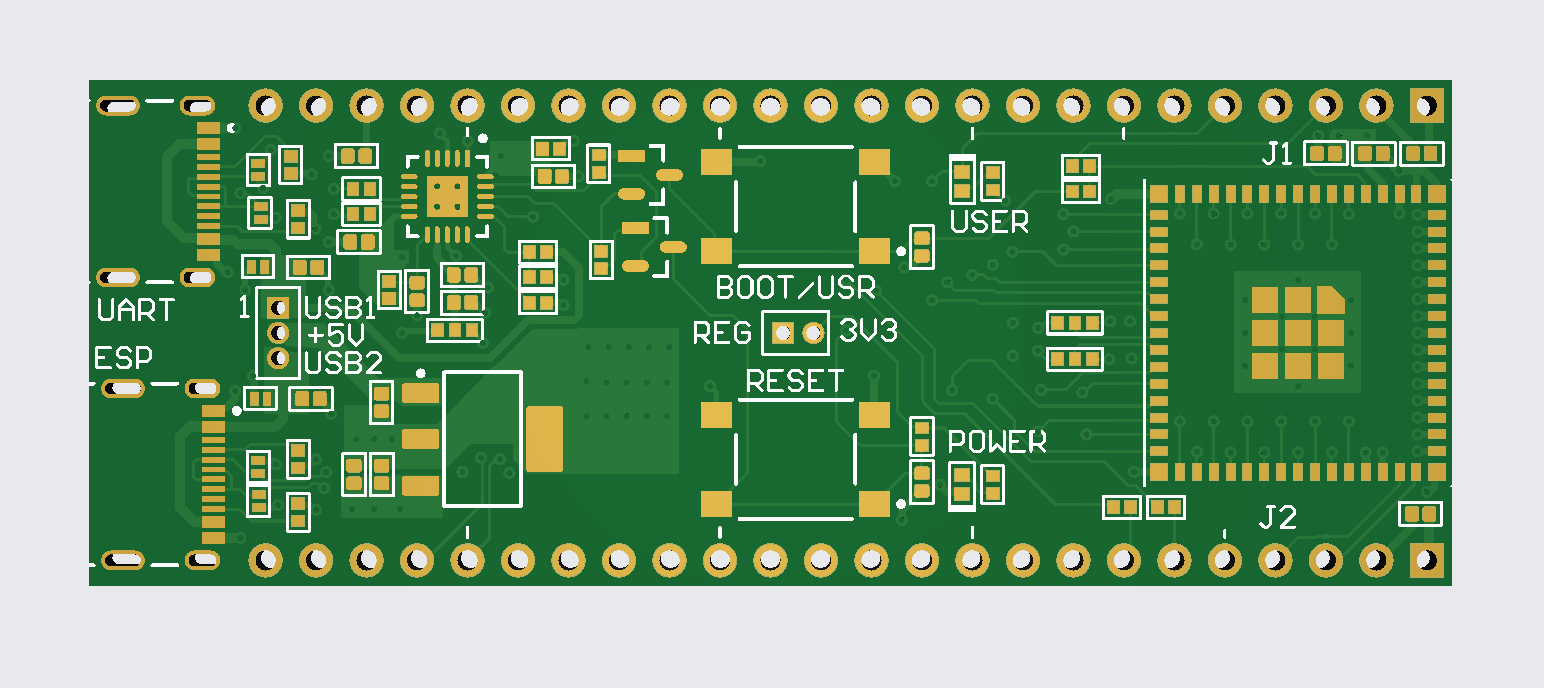 J1
USER
BOOT/USR
UART
1
USB1
+5V
USB2
REG
3V3
ESP
RESET
POWER
J2